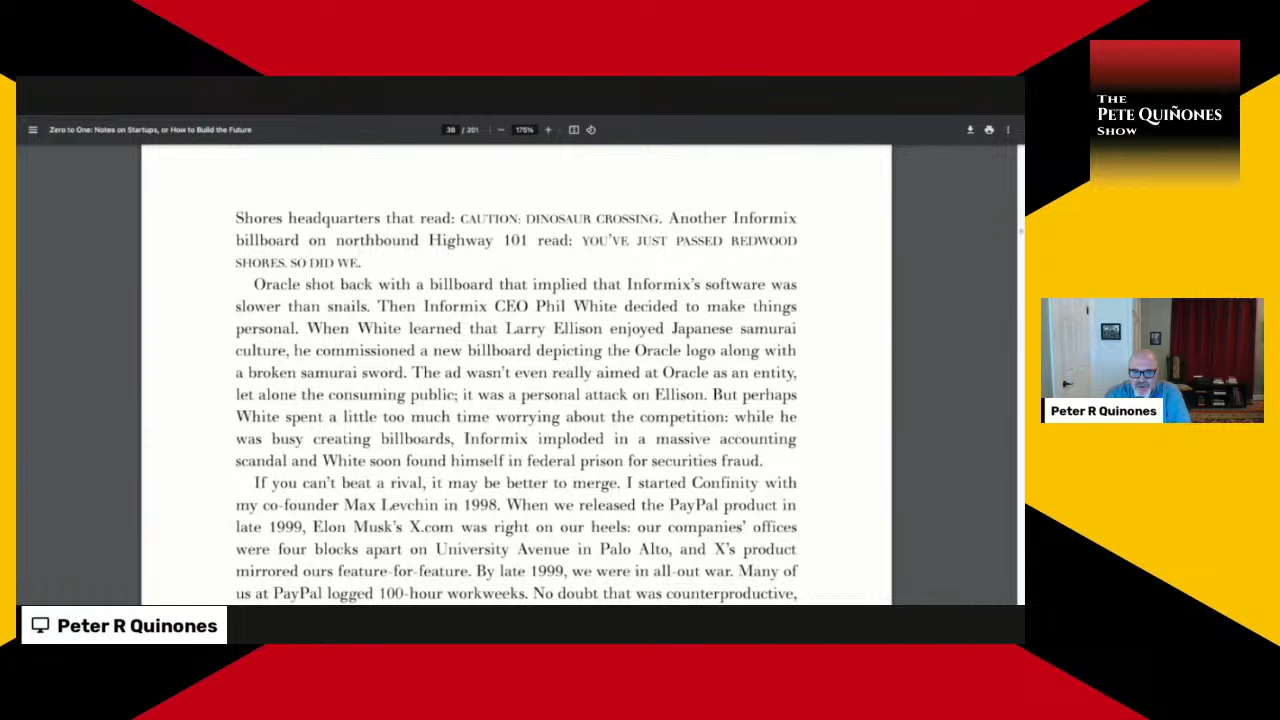 THE
PETE QUIÑONES
SHOW
Zero to One: Notes on Startups, or How to Build the Future
38 / 201
175%
Shores headquarters that read: CAUTION: DINOSAUR CROSSING. Another Informix
billboard on northbound Highway 101 read: YOU'VE JUST PASSED REDWOOD
SHORES. SO DID WE.
Oracle shot back with a billboard that implied that Informix's software was
slower than snails. Then Informix CEO Phil White decided to make things
personal. When White learned that Larry Ellison enjoyed Japanese samurai
culture, he commissioned a new billboard depicting the Oracle logo along with
a broken samurai sword. The ad wasn't even really aimed at Oracle as an entity,
let alone the consuming public; it was a personal attack on Ellison. But perhaps
White spent a little too much time worrying about the competition: while he
was busy creating billboards, Informix imploded in a massive accounting
scandal and White soon found himself in federal prison for securities fraud.
If you can't beat a rival, it may be better to merge. I started Confinity with
my co-founder Max Levchin in 1998. When we released the PayPal product in
late 1999, Elon Musk's X.com was right on our heels: our companies' offices
were four blocks apart on University Avenue in Palo Alto, and X's product
mirrored ours feature-for-feature. By late 1999, we were in all-out war. Many of
us at PayPal logged 100-hour workweeks. No doubt that was counterproductive,
Peter R Quinones
Peter R Quinones